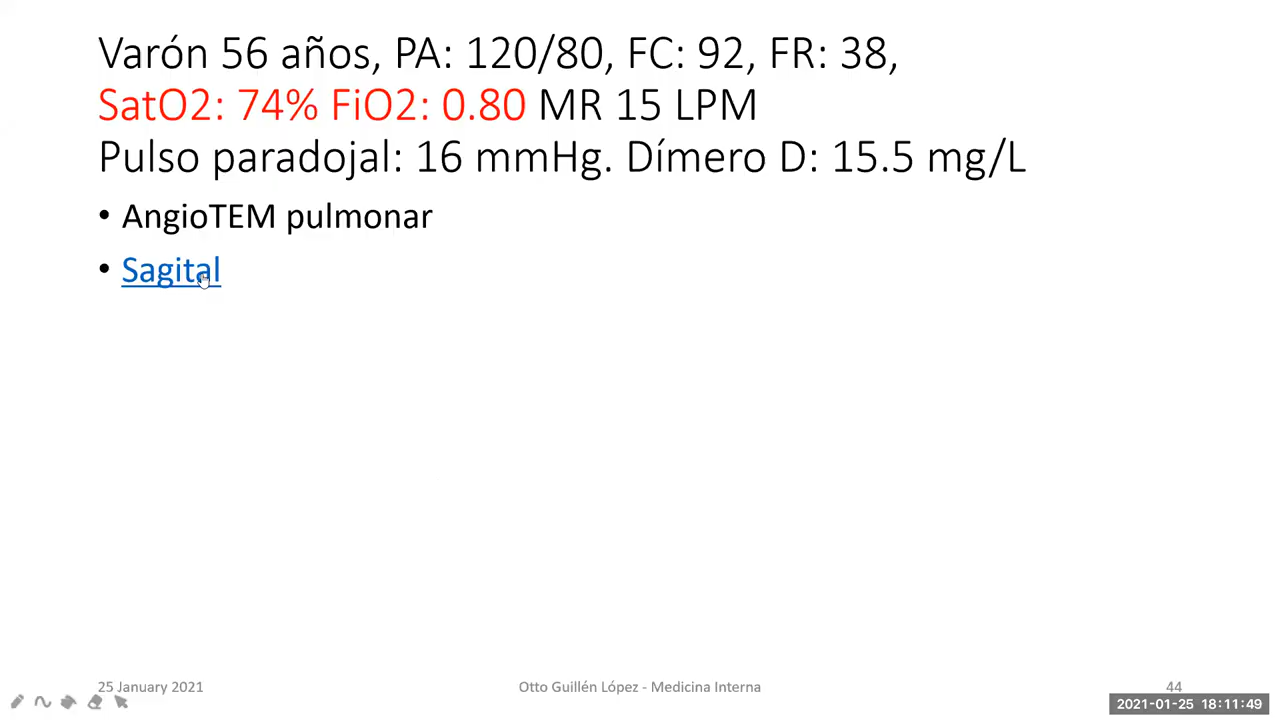 Varón 56 años, PA: 120/80, FC: 92, FR: 38,
SatO2: 74% FiO2: 0.80 MR 15 LPM
Pulso paradojal: 16 mmHg. Dímero D: 15.5 mg/L
• AngioTEM pulmonar
• Sagital
25 January 2021
Otto Guillén López - Medicina Interna
44
2021-01-25 18:11:49